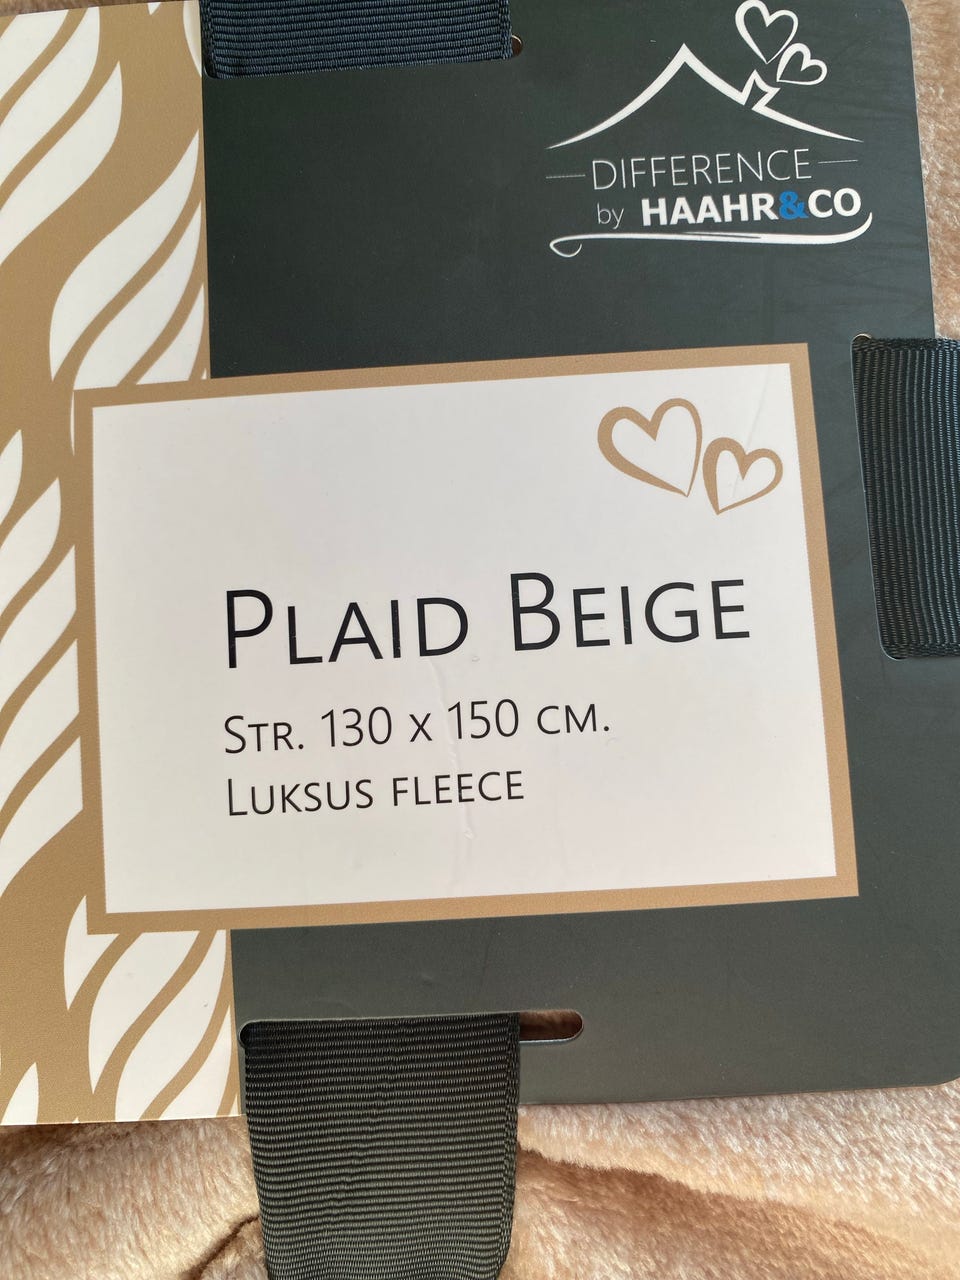 DIFFERENCE
by HAAHR&CO
PLAID BEIGE
STR. 130 X 150 CM.
LUKSUS FLEECE